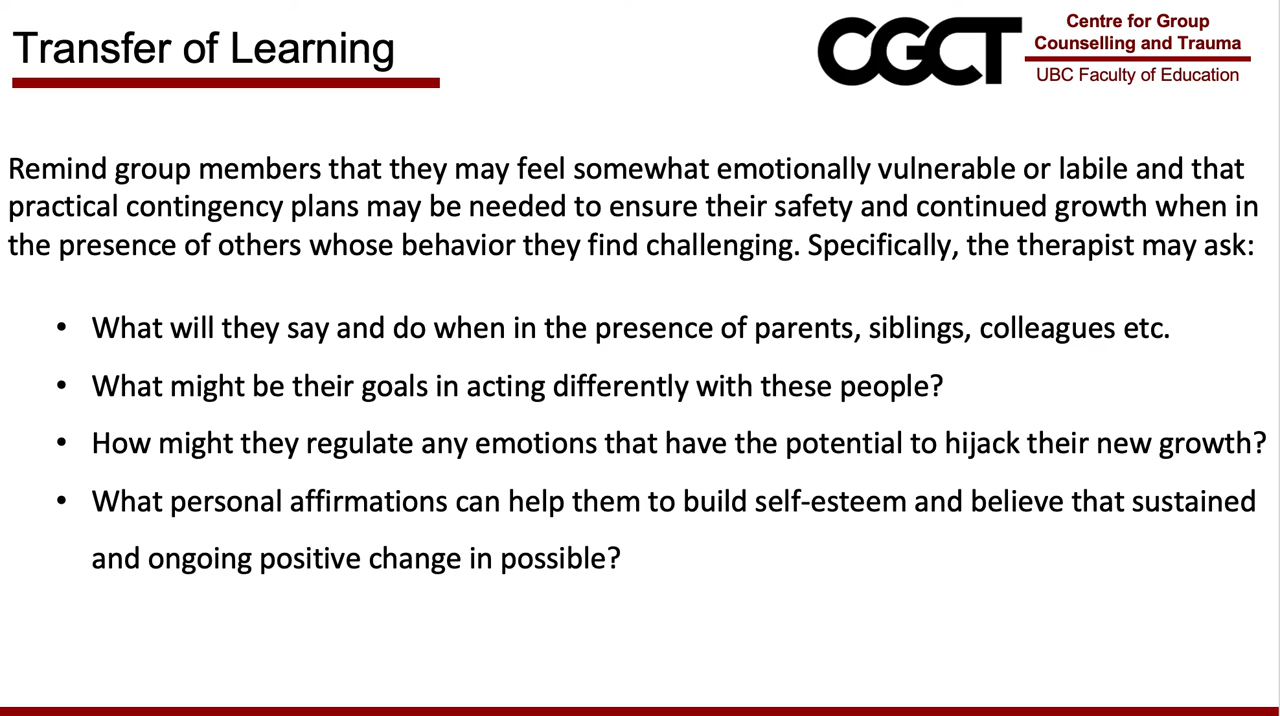 Transfer of Learning
CGCT
Centre for Group
Counselling and Trauma
UBC Faculty of Education
Remind group members that they may feel somewhat emotionally vulnerable or labile and that
practical contingency plans may be needed to ensure their safety and continued growth when in
the presence of others whose behavior they find challenging. Specifically, the therapist may ask:
• What will they say and do when in the presence of parents, siblings, colleagues etc.
• What might be their goals in acting differently with these people?
• How might they regulate any emotions that have the potential to hijack their new growth?
• What personal affirmations can help them to build self-esteem and believe that sustained
and ongoing positive change in possible?